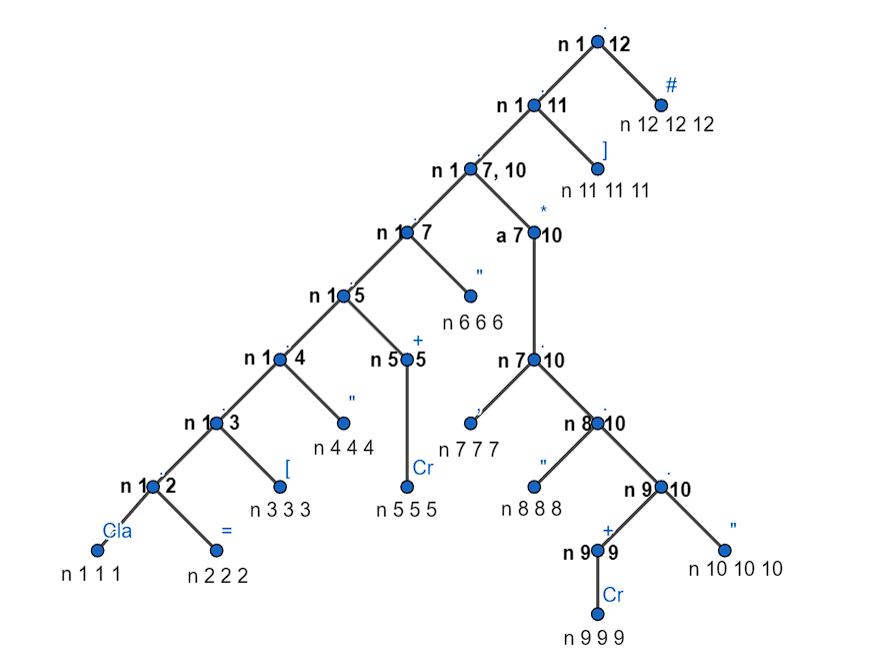 .
n 1 12
#
. n 1 11
n 12 12 12
]
. n 1 7, 10
n 11 11 11
*
. n 1 7
a 7 10
"
. n 1 5
n 6 6 6
+
. n 1 4 n 5 5 . n 7 10
" ,
. n 1 3 . n 8 10
n 4 4 4 n 7 7 7
[ Cr "
. n 1 2 . n 9 10
n 3 3 3 n 5 5 5 n 8 8 8
Cla = + "
n 9 9
n 1 1 1 n 2 2 2 n 10 10 10
Cr
n 9 9 9